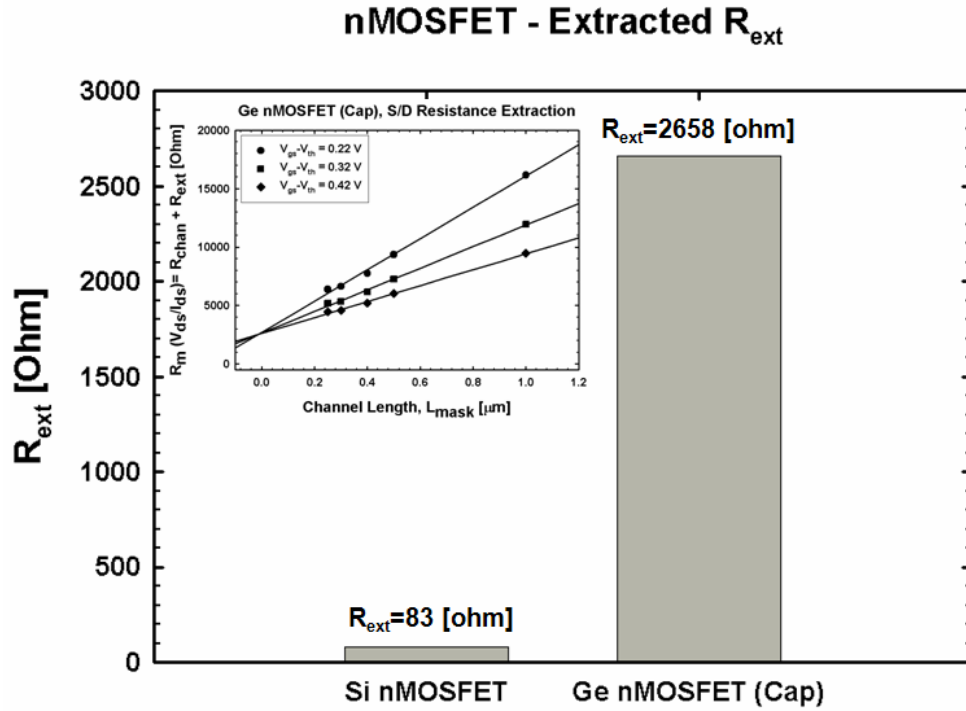 nMOSFET - Extracted Rext
3000
2500
2000
1500
1000
500
0
Rext [Ohm]
Ge nMOSFET (Cap), S/D Resistance Extraction
20000
15000
10000
5000
0
Rm (Vds/Ids)= Rchan + Rext [Ohm]
Vgs-Vth = 0.22 V
Vgs-Vth = 0.32 V
Vgs-Vth = 0.42 V
0.0 0.2 0.4 0.6 0.8 1.0 1.2
Channel Length, Lmask [μm]
Rext=2658 [ohm]
Rext=83 [ohm]
Si nMOSFET Ge nMOSFET (Cap)